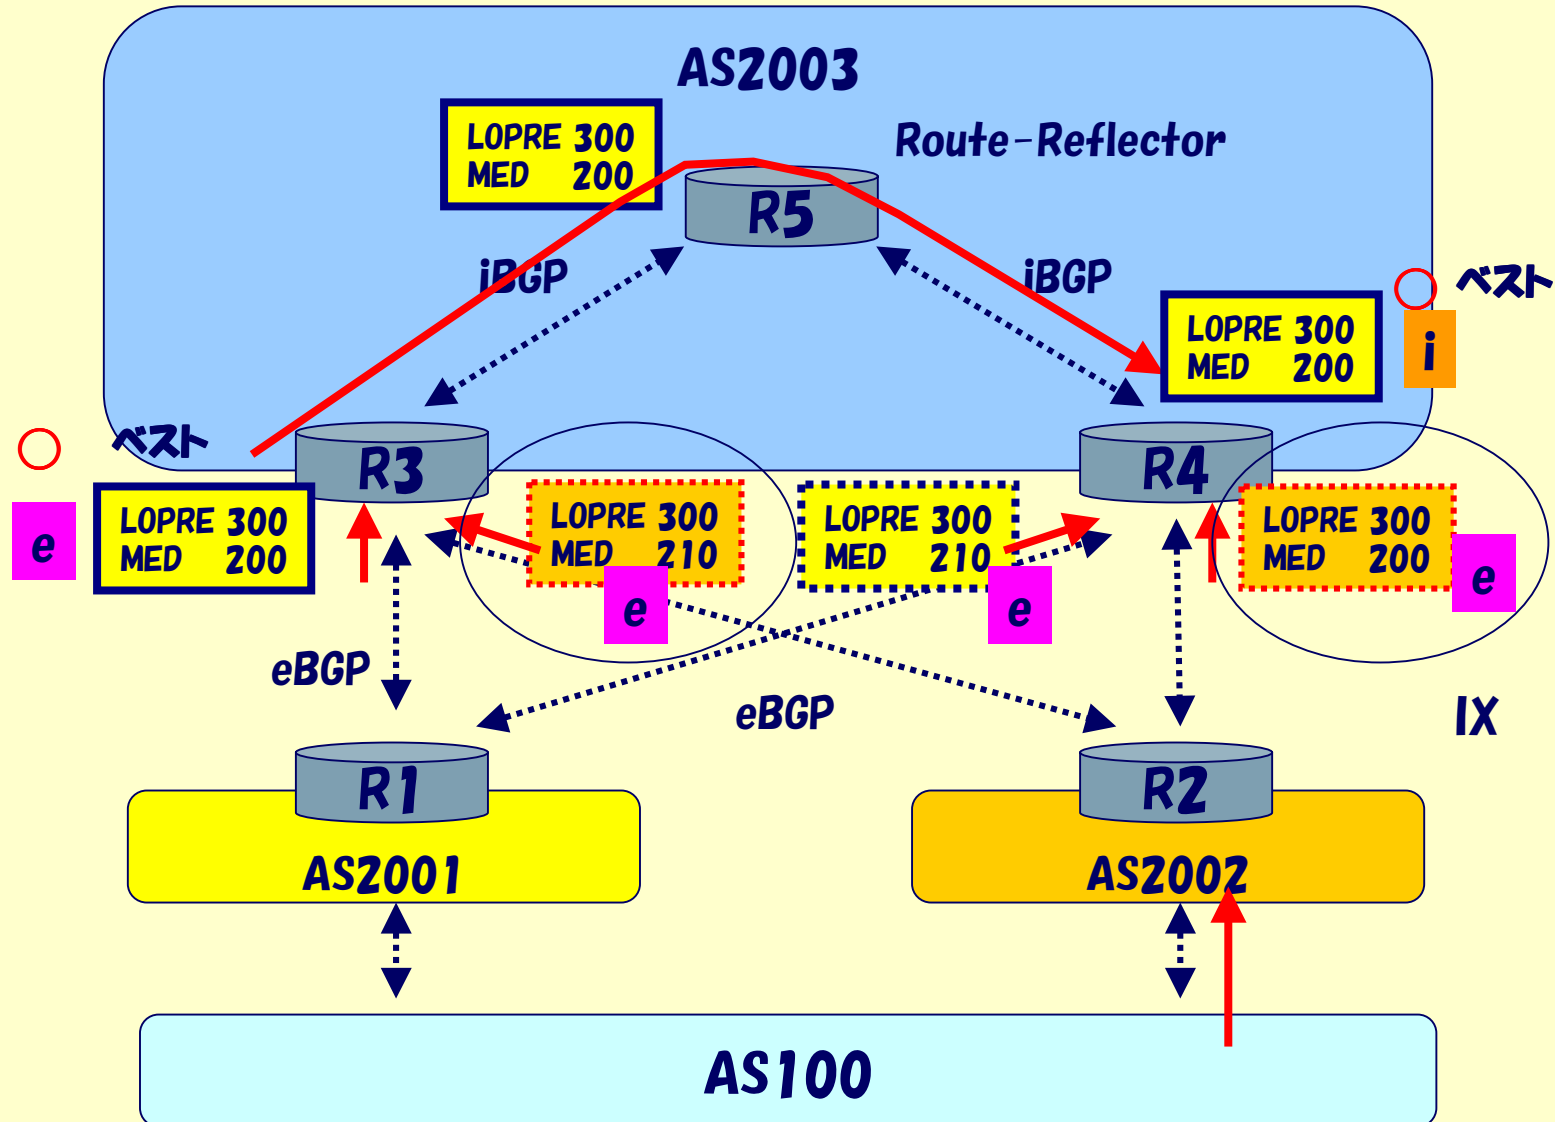 AS2003
LOPRE 300
MED 200
Route-Reflector
R5
iBGP
iBGP
ベスト
LOPRE 300
MED 200
i
ベスト
R3
R4
e
LOPRE 300
MED 200
LOPRE 300
MED 210
e
LOPRE 300
MED 210
e
LOPRE 300
MED 200
e
eBGP
eBGP
IX
R1
R2
AS2001
AS2002
AS100